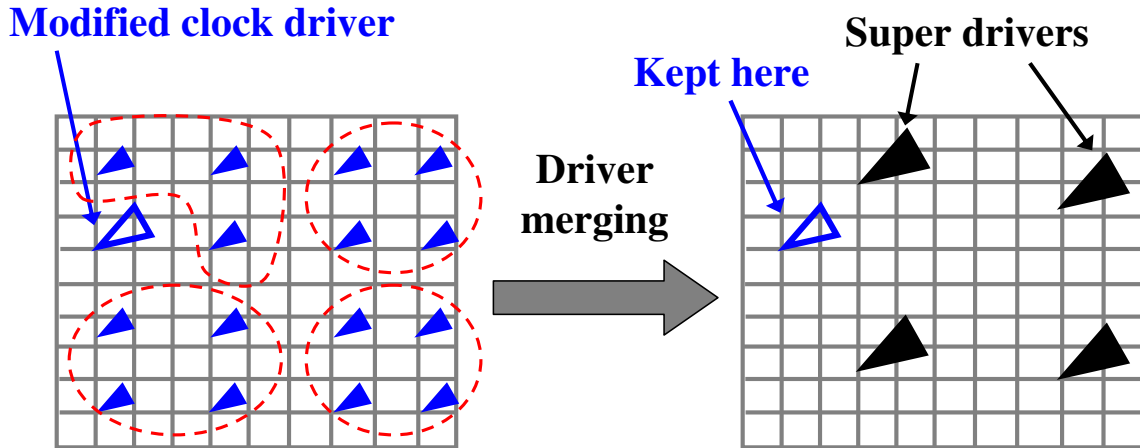 Modified clock driver
Super drivers
Kept here
Driver
merging